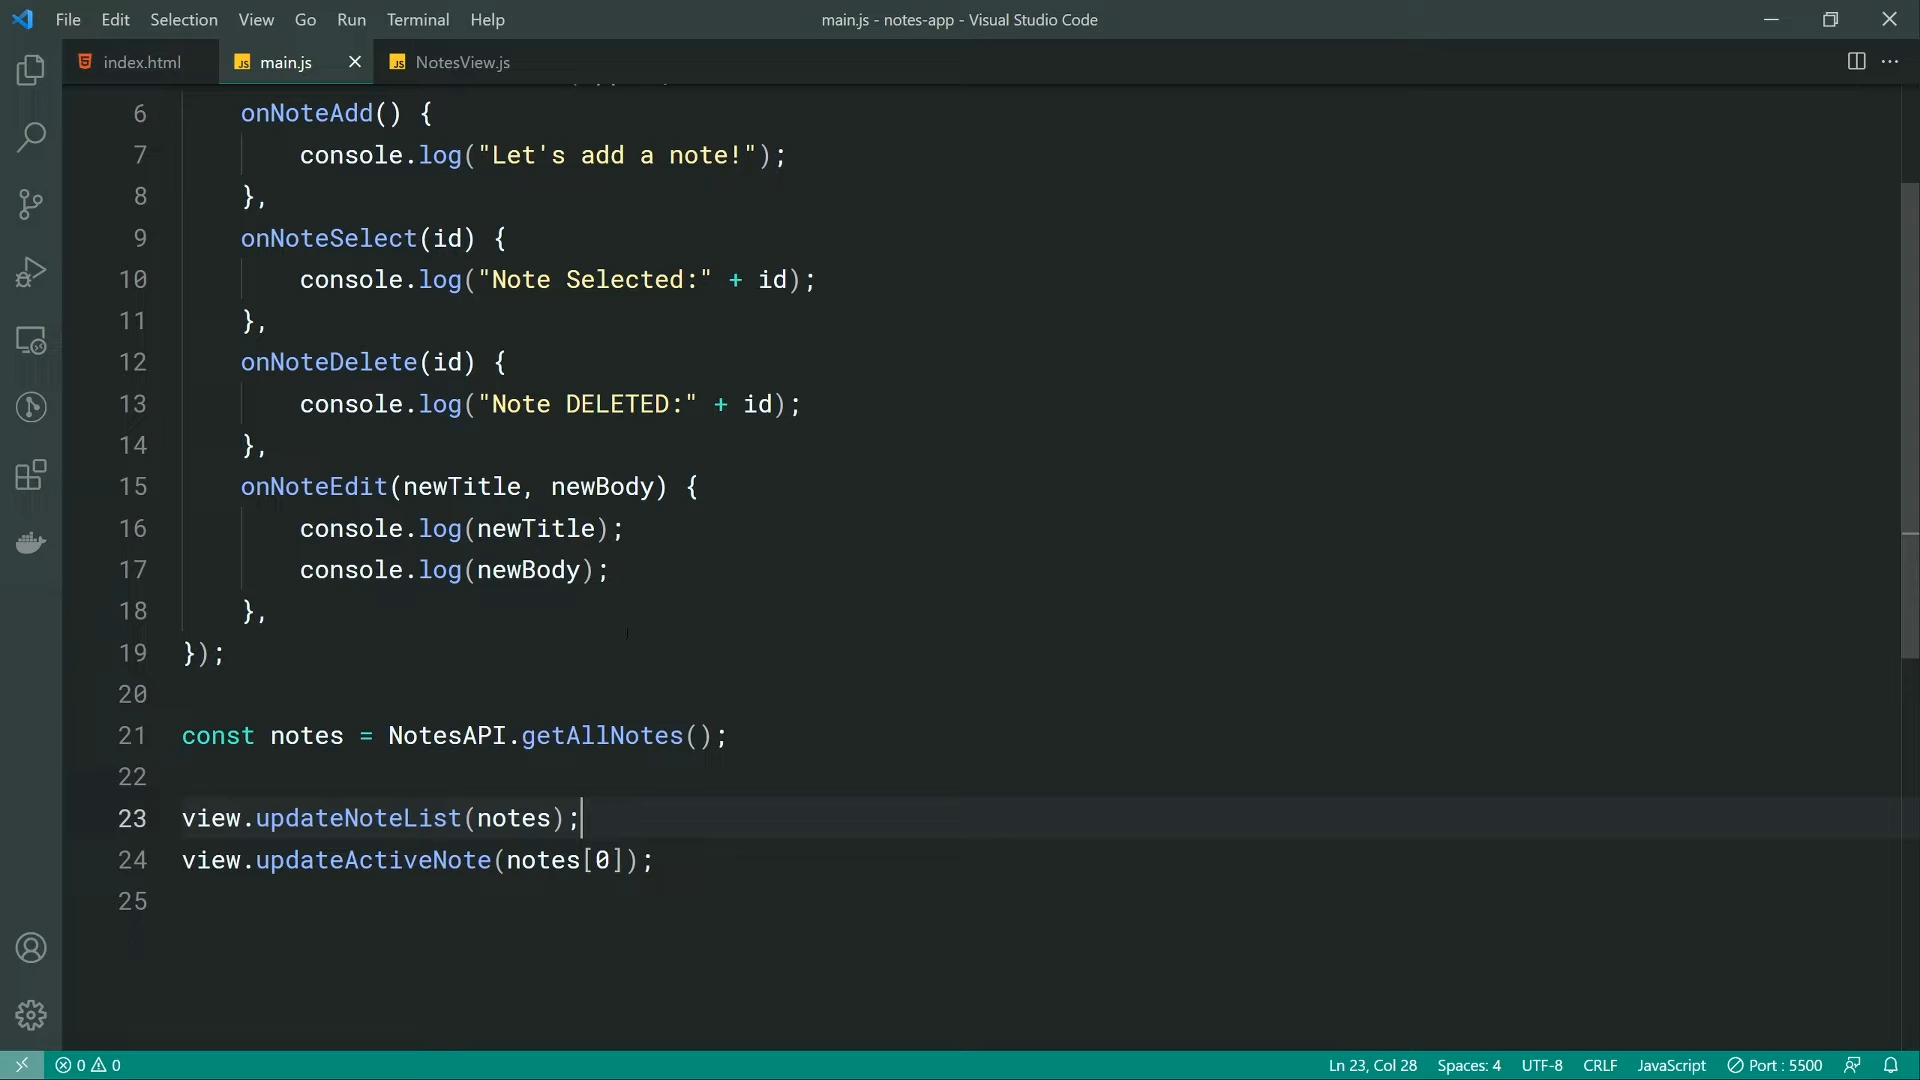 File Edit Selection View Go Run Terminal Help
main.js - notes-app - Visual Studio Code
index.html
JS main.js
JS NotesView.js
6 onNoteAdd() {
7 console.log("Let's add a note!");
8 },
9 onNoteSelect(id) {
10 console.log("Note Selected:" + id);
11 },
12 onNoteDelete(id) {
13 console.log("Note DELETED:" + id);
14 },
15 onNoteEdit(newTitle, newBody) {
16 console.log(newTitle);
17 console.log(newBody);
18 },
19 });
20
21 const notes = NotesAPI.getAllNotes();
22
23 view.updateNoteList(notes);
24 view.updateActiveNote(notes[0]);
25
0 0
Ln 23, Col 28 Spaces: 4 UTF-8 CRLF JavaScript Port : 5500